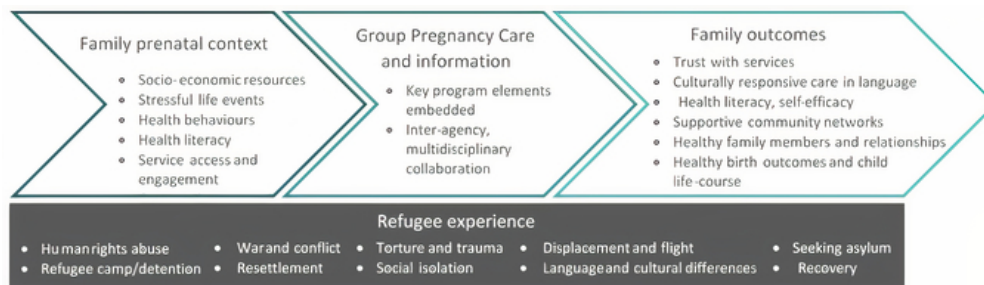 Family prenatal context
• Socio-economic resources
• Stressful life events
• Health behaviours
• Health literacy
• Service access and
engagement
Group Pregnancy Care
and information
• Key program elements
embedded
• Inter-agency,
multidisciplinary
collaboration
Family outcomes
• Trust with services
• Culturally responsive care in language
• Health literacy, self-efficacy
• Supportive community networks
• Healthy family members and relationships
• Healthy birth outcomes and child
life-course
Refugee experience
• Human rights abuse • War and conflict • Torture and trauma • Displacement and flight • Seeking asylum
• Refugee camp/detention • Resettlement • Social isolation • Language and cultural differences • Recovery